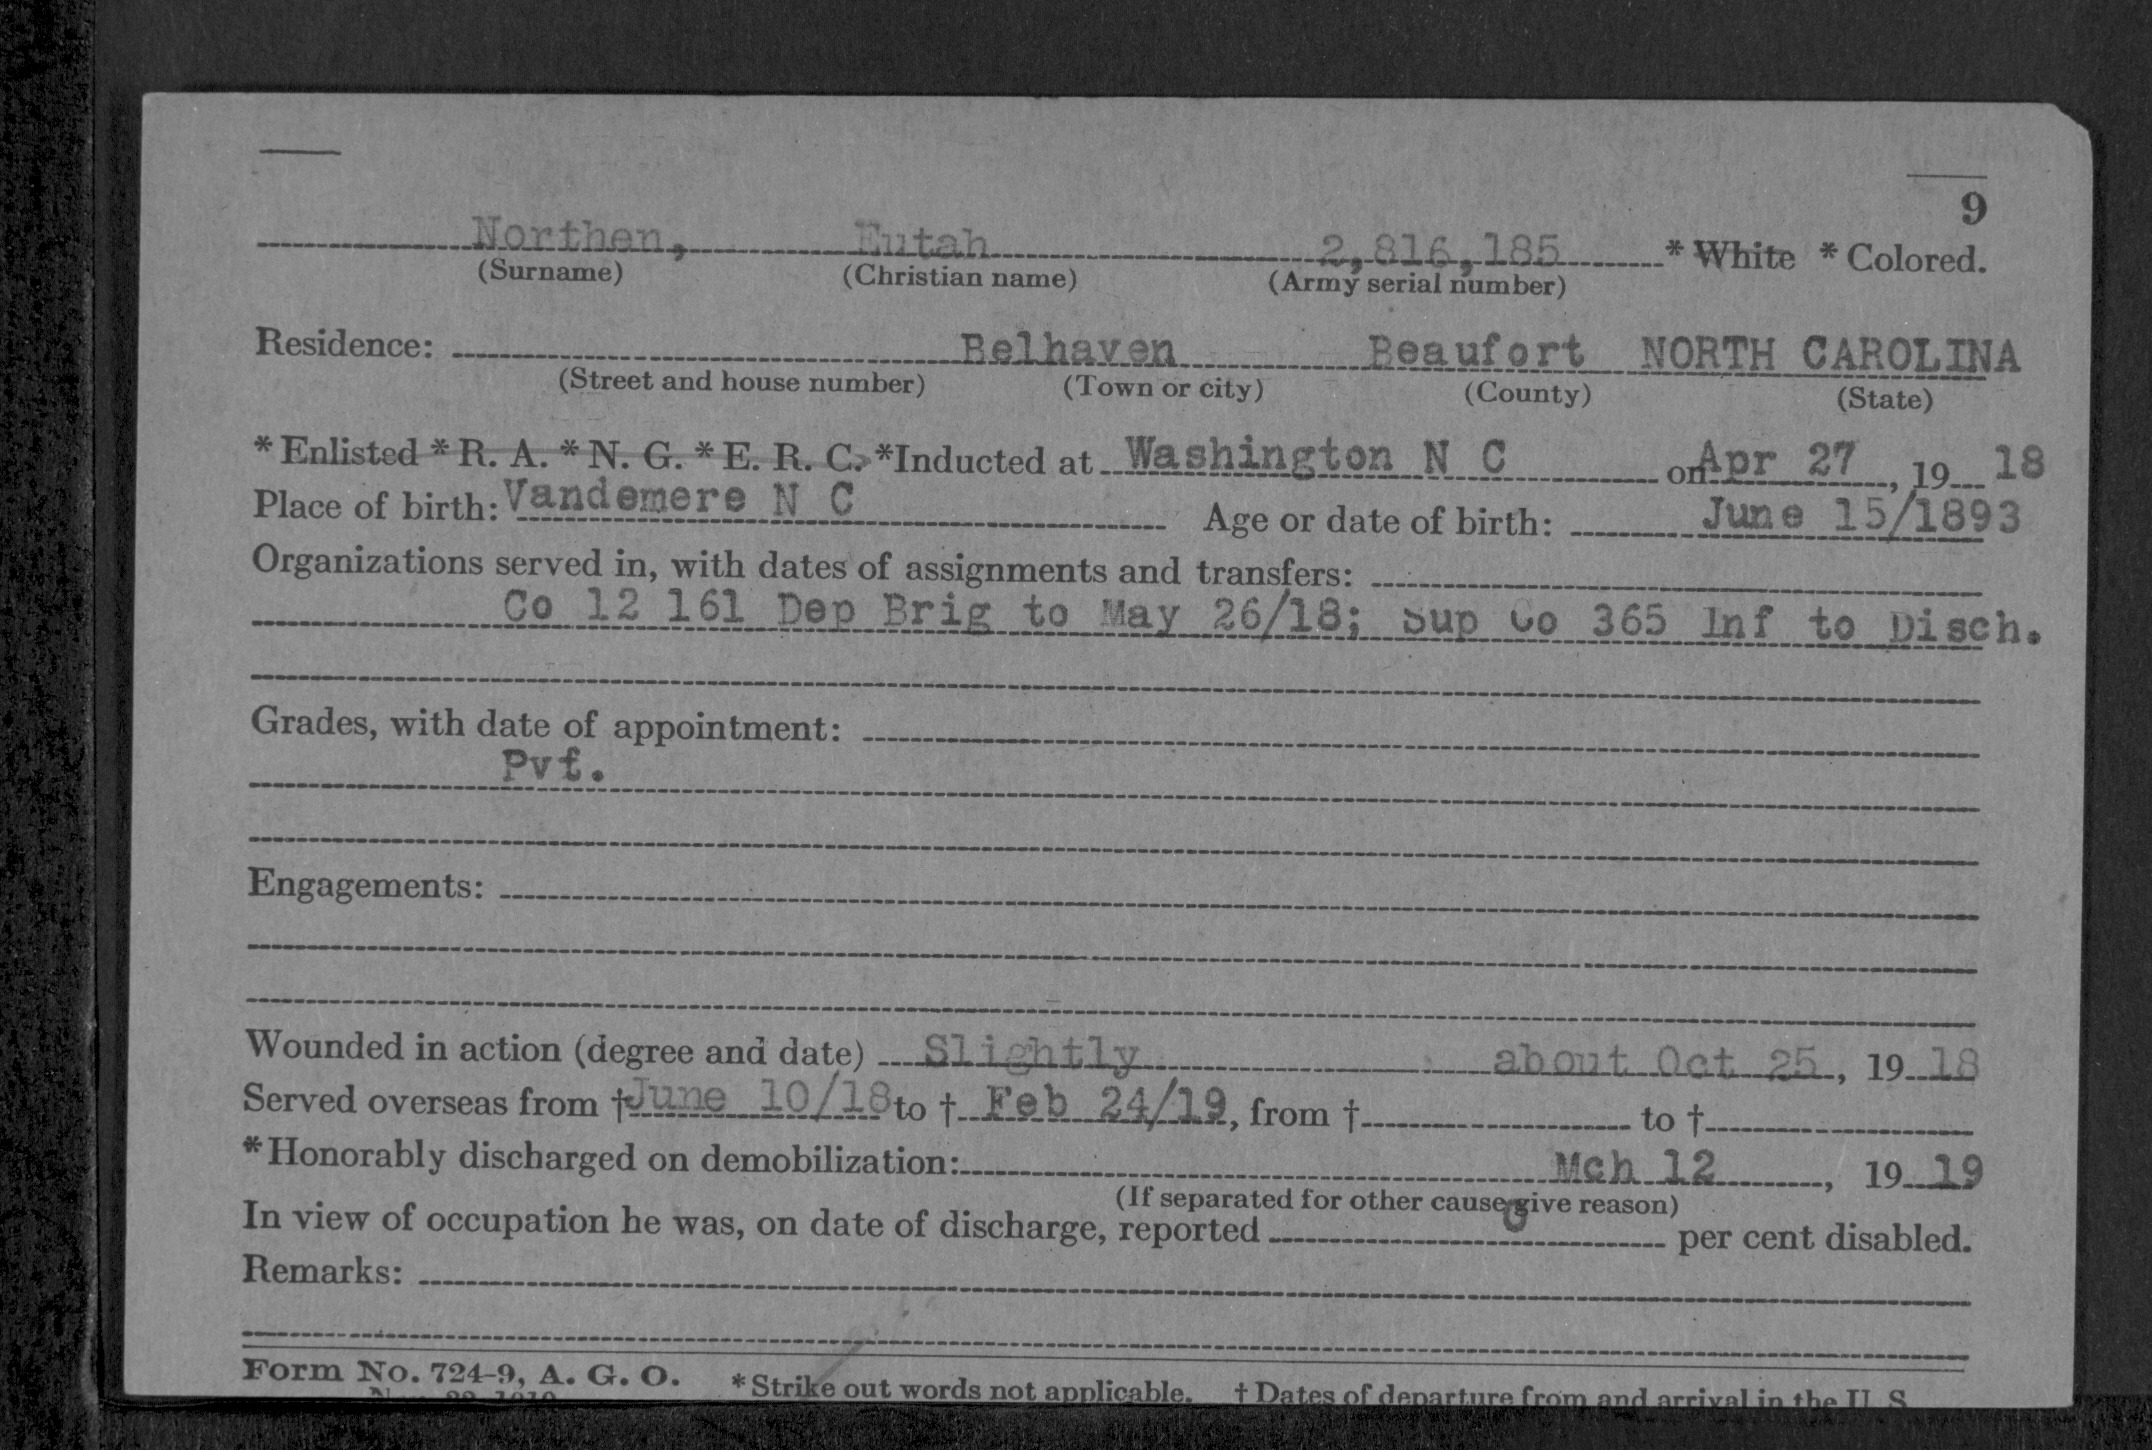 9
Northen, Eutah 2,816,185 * White * Colored.
(Surname) (Christian name) (Army serial number)
Residence: Belhaven Beaufort NORTH CAROLINA
(Street and house number) (Town or city) (County) (State)
* Enlisted * R. A. * N. G. * E. R. C. *Inducted at Washington N C on Apr 27, 19 18
Place of birth: Vandemere N C Age or date of birth: June 15/1893
Organizations served in, with dates of assignments and transfers:
Co 12 161 Dep Brig to May 26/18; Sup Co 365 Inf to Disch.
Grades, with date of appointment:
Pvt.
Engagements:
Wounded in action (degree and date) Slightly about Oct 25, 19 18
Served overseas from † June 10/18 to † Feb 24/19, from † to †
* Honorably discharged on demobilization: Mch 12, 19 19
(If separated for other cause give reason)
In view of occupation he was, on date of discharge, reported 0 per cent disabled.
Remarks:
Form No. 724-9, A. G. O. * Strike out words not applicable. † Dates of departure from and arrival in the U. S.